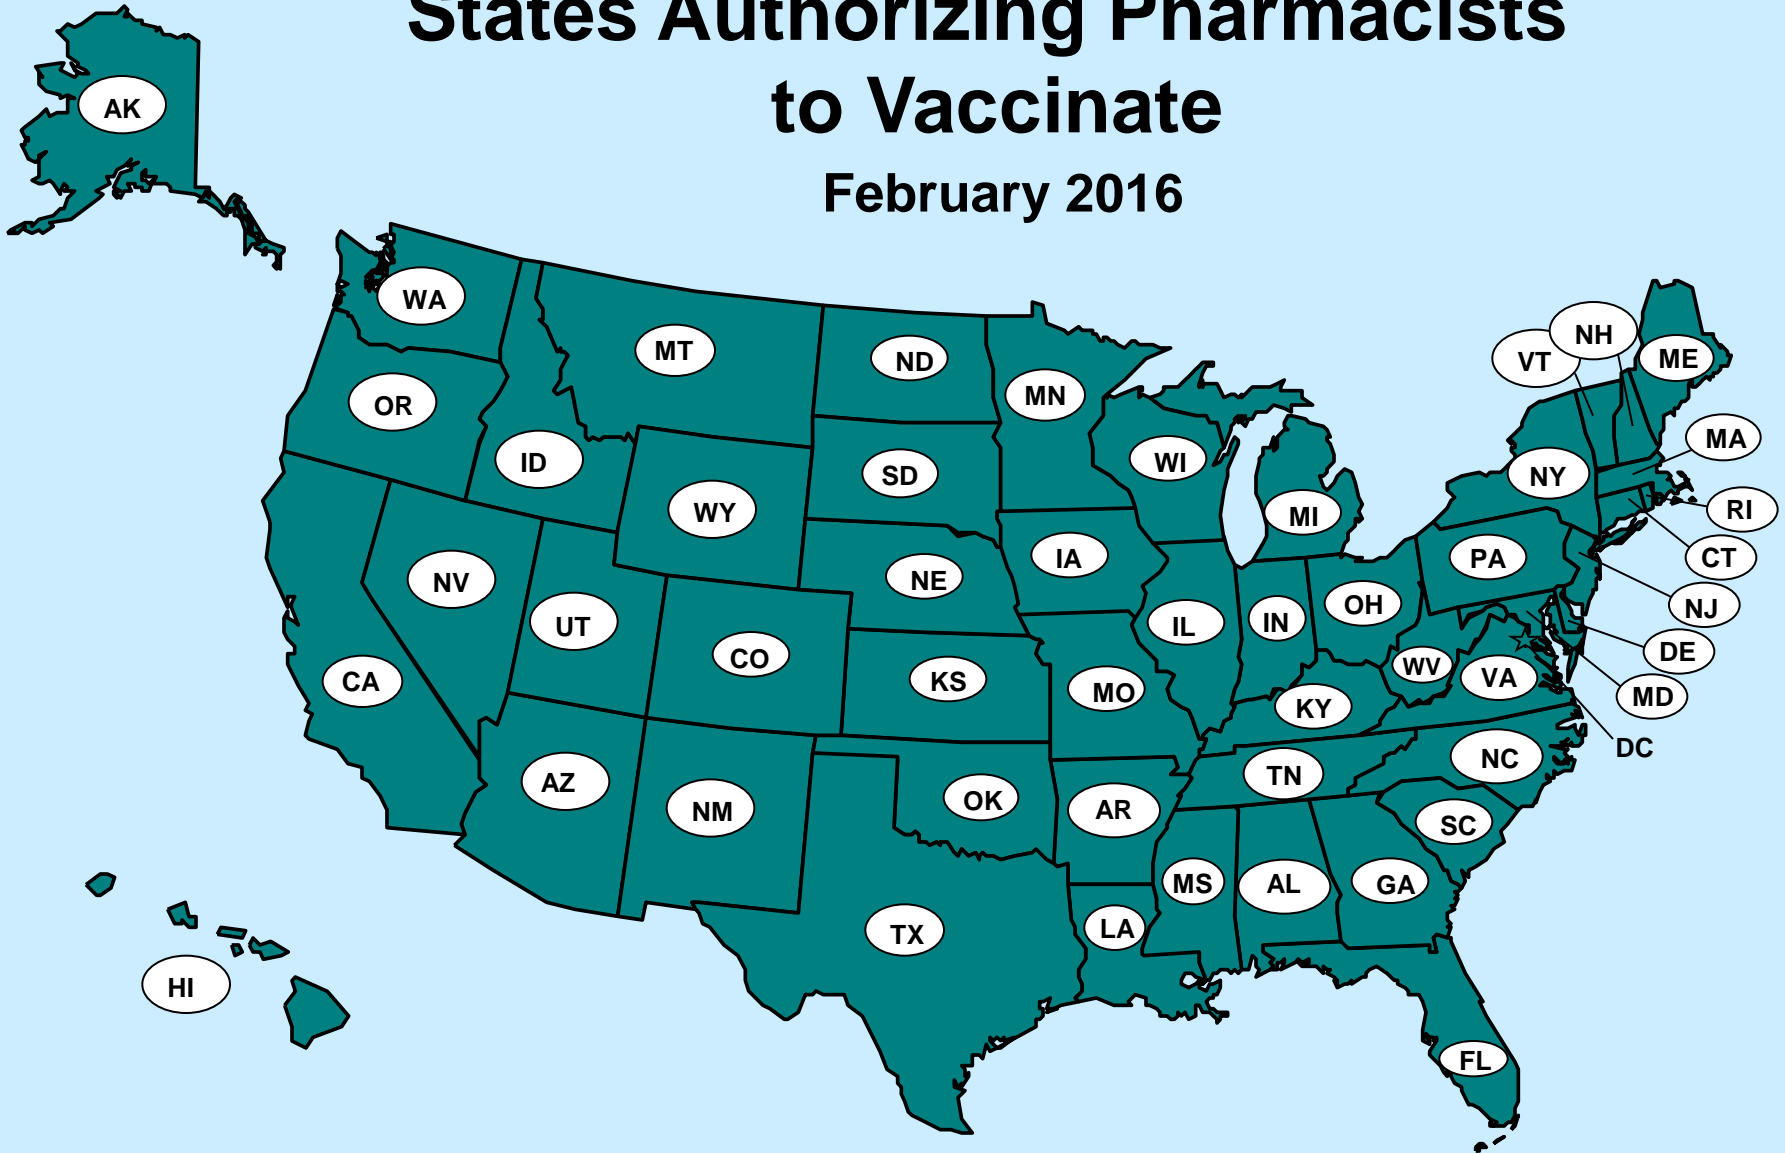 States Authorizing Pharmacists
to Vaccinate
February 2016
AK
WA
MT
ND
MN
OR
ID
WY
SD
WI
MI
NY
VT
NH
ME
MA
RI
CT
NJ
DE
MD
DC
PA
NV
UT
CO
NE
IA
IL
IN
OH
WV
VA
CA
KS
MO
KY
NC
AZ
NM
OK
AR
TN
SC
TX
LA
MS
AL
GA
HI
FL